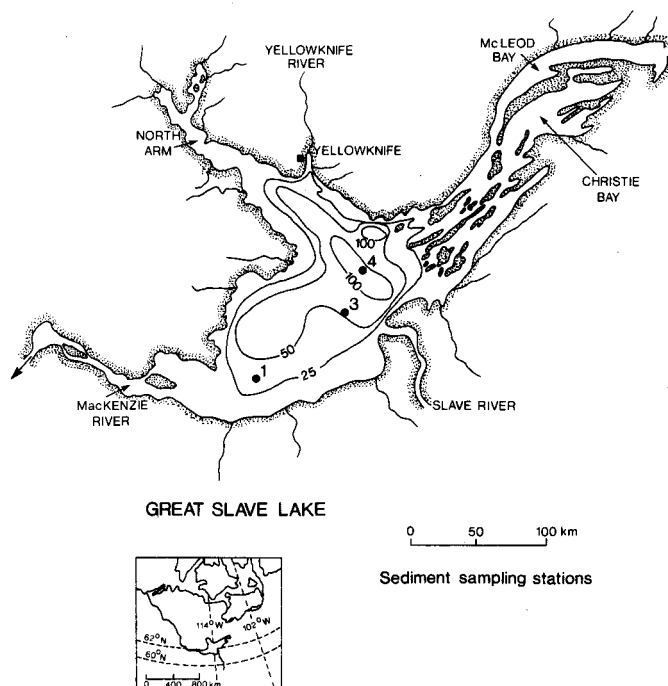 McLEOD
BAY
YELLOWKNIFE
RIVER
NORTH
ARM
YELLOWKNIFE
CHRISTIE
BAY
100
4
100
3
50
25
1
MacKENZIE
RIVER
SLAVE RIVER
GREAT SLAVE LAKE
0 50 100 km
Sediment sampling stations
114°W
102°W
62°N
60°N
0 400 800 km